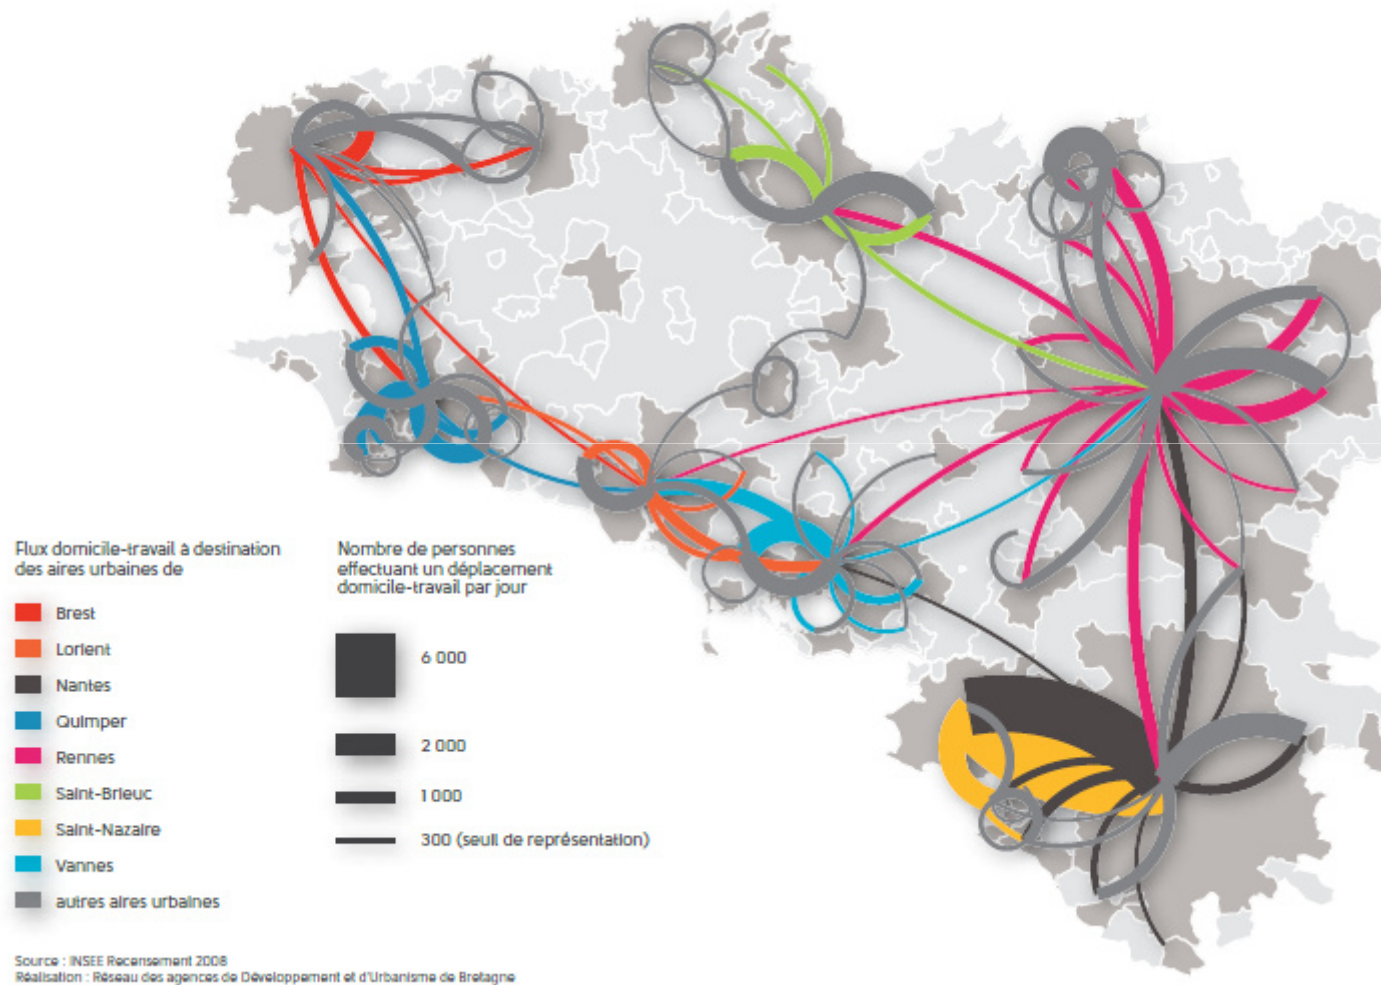 Flux domicile-travail à destination
des aires urbaines de
Brest
Lorient
Nantes
Quimper
Rennes
Saint-Brieuc
Saint-Nazaire
Vannes
autres aires urbaines
Nombre de personnes
effectuant un déplacement
domicile-travail par jour
6 000
2 000
1 000
300 (seuil de représentation)
Source : INSEE Recensement 2008
Réalisation : Réseau des agences de Développement et d'Urbanisme de Bretagne